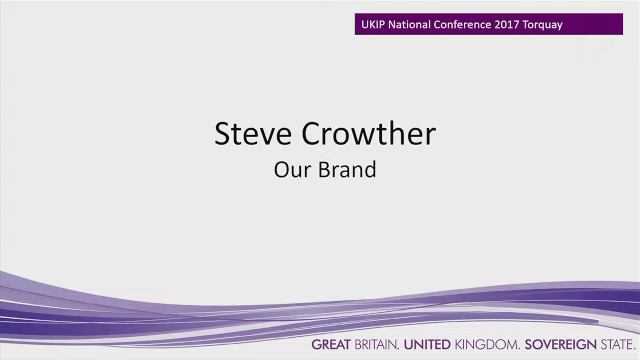 UKIP National Conference 2017 Torquay
Steve Crowther
Our Brand
GREAT BRITAIN. UNITED KINGDOM. SOVEREIGN STATE.